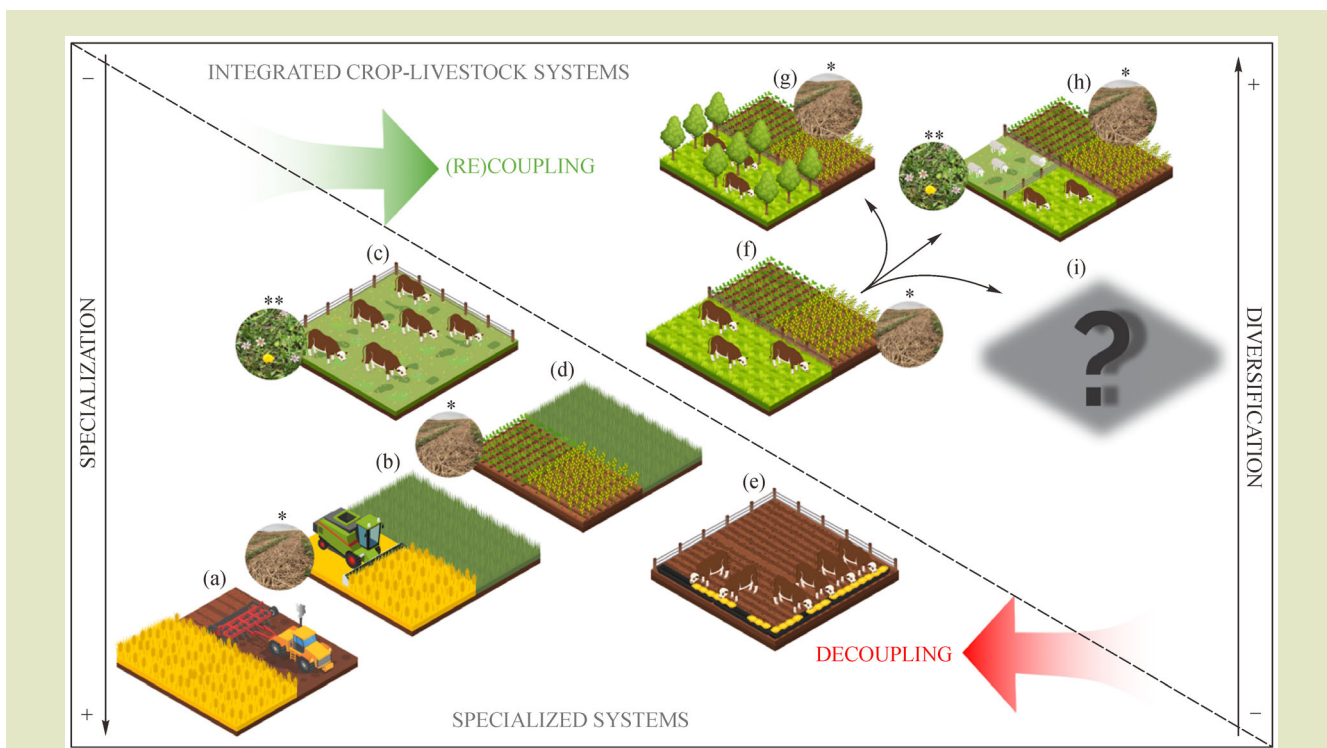 INTEGRATED CROP-LIVESTOCK SYSTEMS
–
+
(g)
*
(h)
*
**
(RE)COUPLING
(c)
**
(f)
*
(i)
?
SPECIALIZATION
DIVERSIFICATION
(d)
*
(b)
*
(e)
(a)
DECOUPLING
+
SPECIALIZED SYSTEMS
–